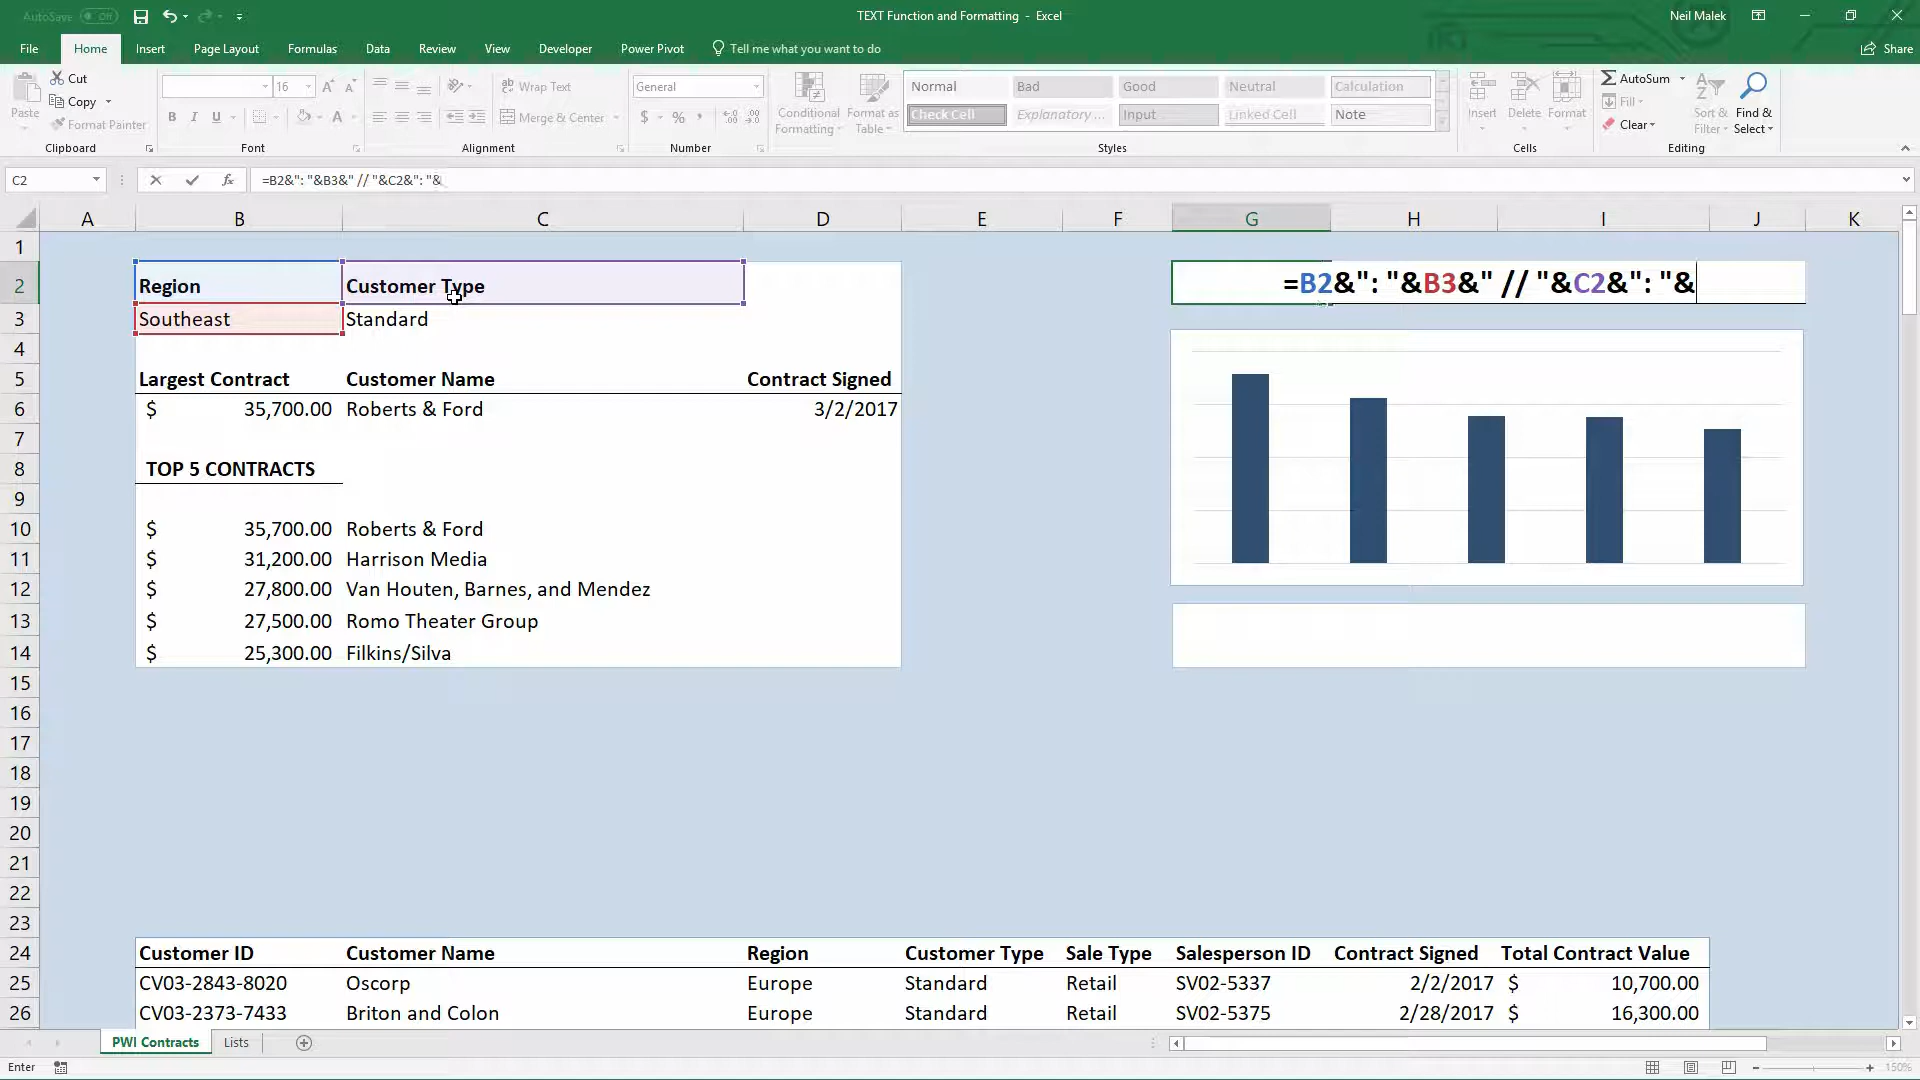 AutoSave Off
TEXT Function and Formatting - Excel
Neil Malek
File Home Insert Page Layout Formulas Data Review View Developer Power Pivot Tell me what you want to do Share
Paste
Cut
Copy
Format Painter
Clipboard
16
B I U
Font
Wrap Text
Merge & Center
Alignment
General
$ % ,
Number
Conditional Formatting
Format as Table
Normal Bad Good Neutral Calculation
Check Cell Explanatory ... Input Linked Cell Note
Styles
Insert Delete Format
Cells
AutoSum
Fill
Clear
Sort & Filter
Find & Select
Editing
C2
=B2&": "&B3&" // "&C2&": "&
A B C D E F G H I J K
1
2 Region Customer Type =B2&": "&B3&" // "&C2&": "&
3 Southeast Standard
4
5 Largest Contract Customer Name Contract Signed
6 $ 35,700.00 Roberts & Ford 3/2/2017
7
8 TOP 5 CONTRACTS
9
10 $ 35,700.00 Roberts & Ford
11 $ 31,200.00 Harrison Media
12 $ 27,800.00 Van Houten, Barnes, and Mendez
13 $ 27,500.00 Romo Theater Group
14 $ 25,300.00 Filkins/Silva
15
16
17
18
19
20
21
22
23
24 Customer ID Customer Name Region Customer Type Sale Type Salesperson ID Contract Signed Total Contract Value
25 CV03-2843-8020 Oscorp Europe Standard Retail SV02-5337 2/2/2017 $ 10,700.00
26 CV03-2373-7433 Briton and Colon Europe Standard Retail SV02-5375 2/28/2017 $ 16,300.00
PWI Contracts Lists
Enter
150%